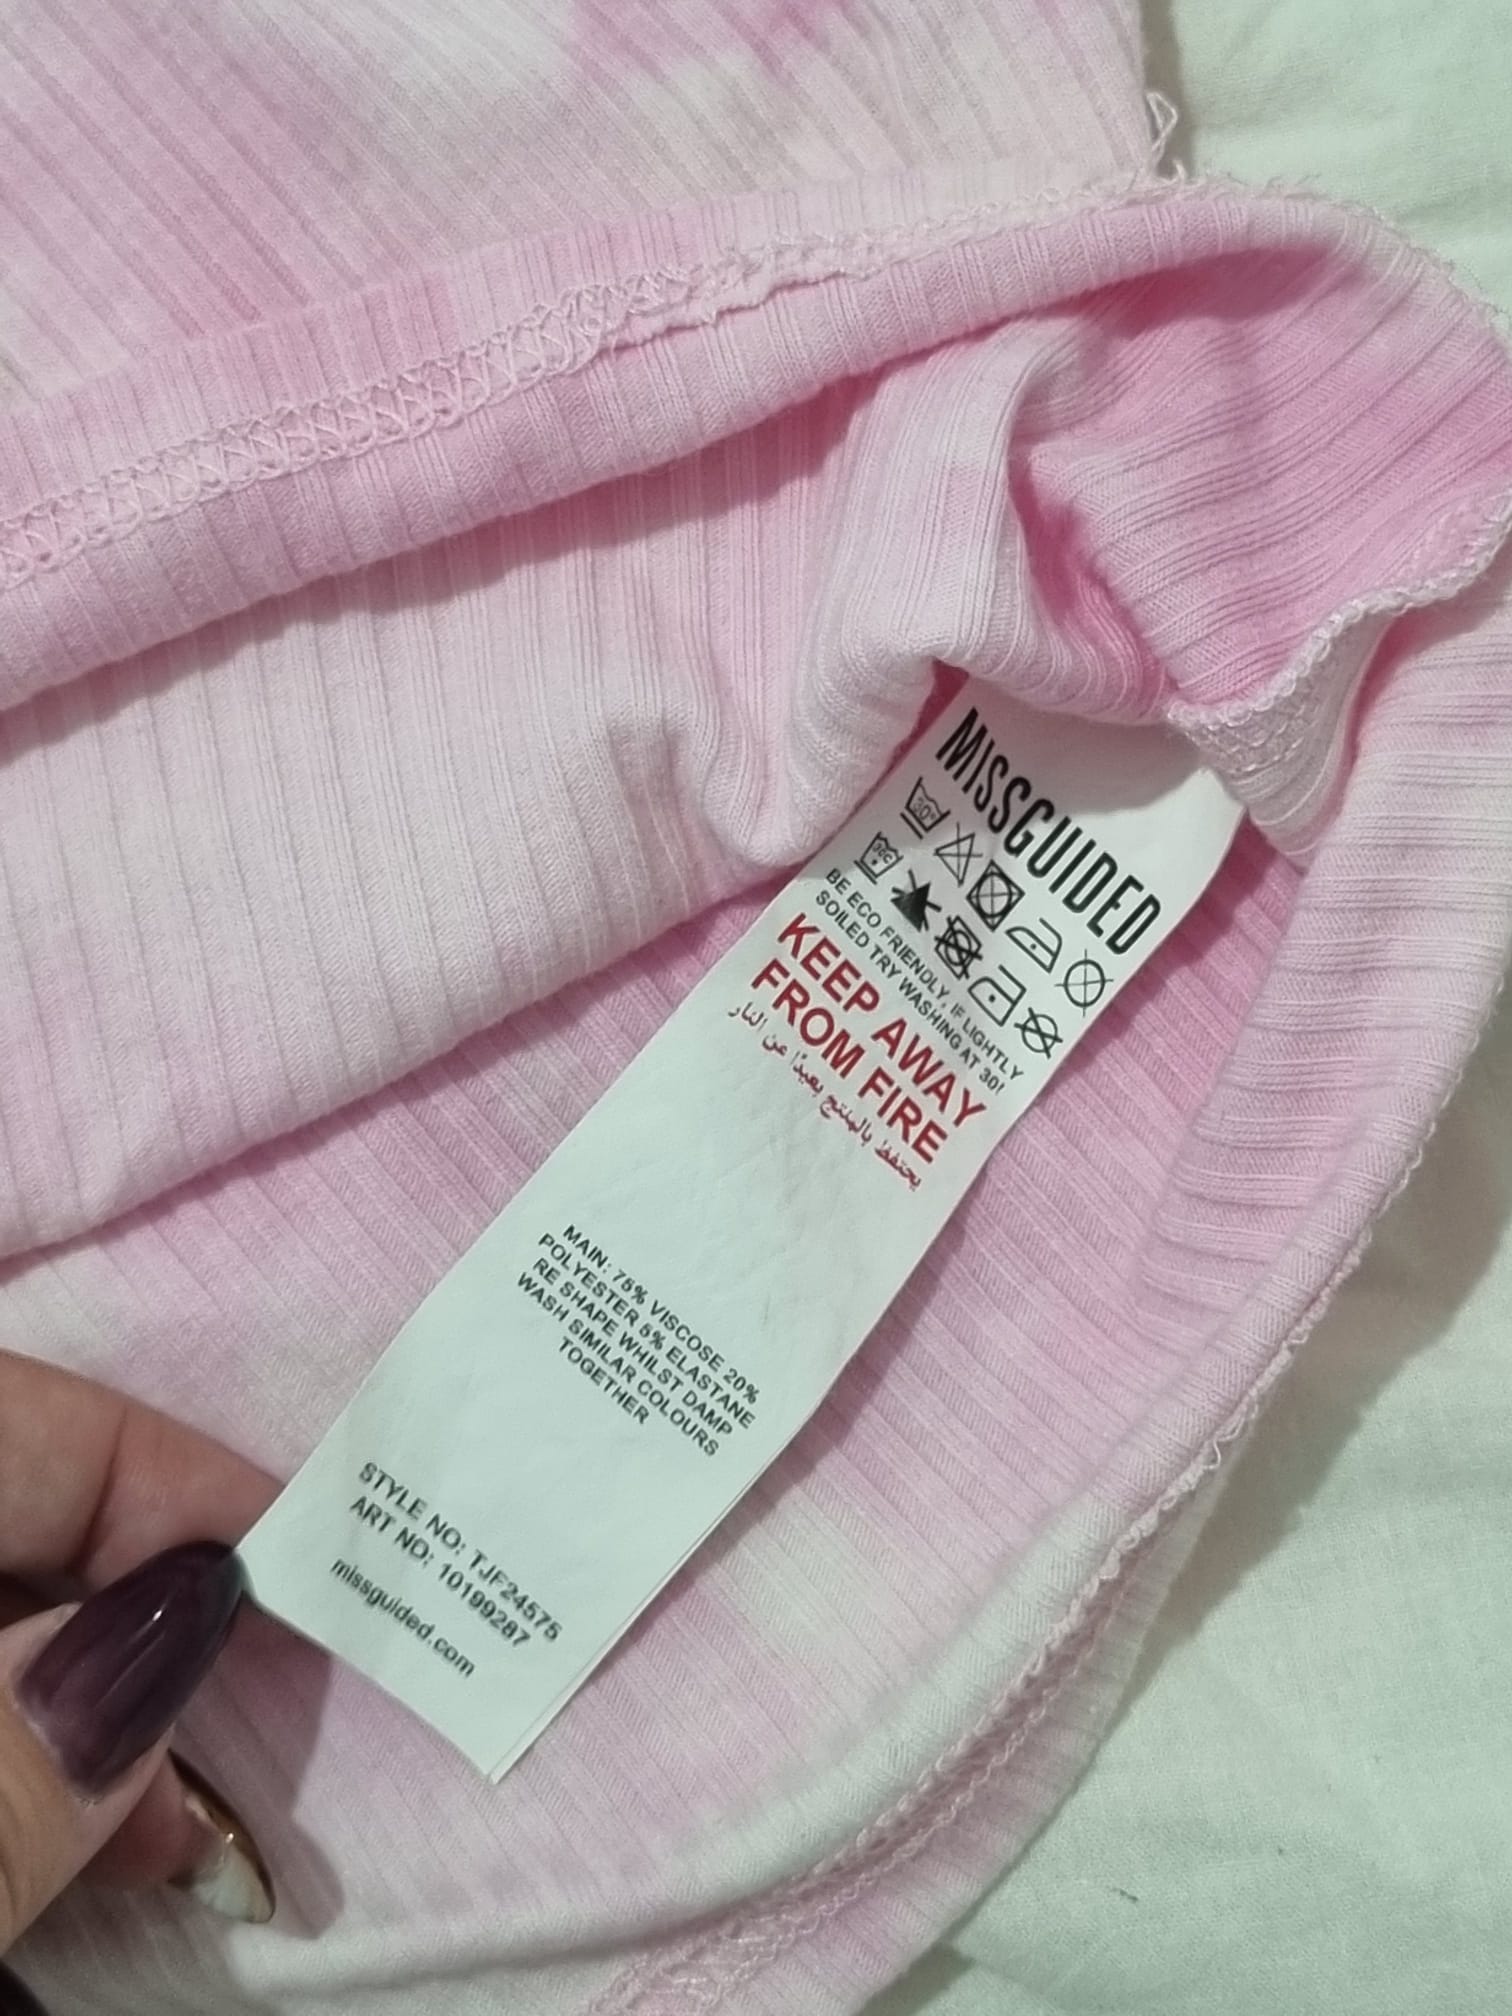 MISSGUIDED
30°
30C
BE ECO FRIENDLY, IF LIGHTLY
SOILED TRY WASHING AT 30!
KEEP AWAY
FROM FIRE
يحتفظ بالمنتج بعيدًا عن النار
MAIN: 75% VISCOSE 20%
POLYESTER 5% ELASTANE
RE SHAPE WHILST DAMP
WASH SIMILAR COLOURS
TOGETHER
STYLE NO: TJF24575
ART NO: 10199287
missguided.com